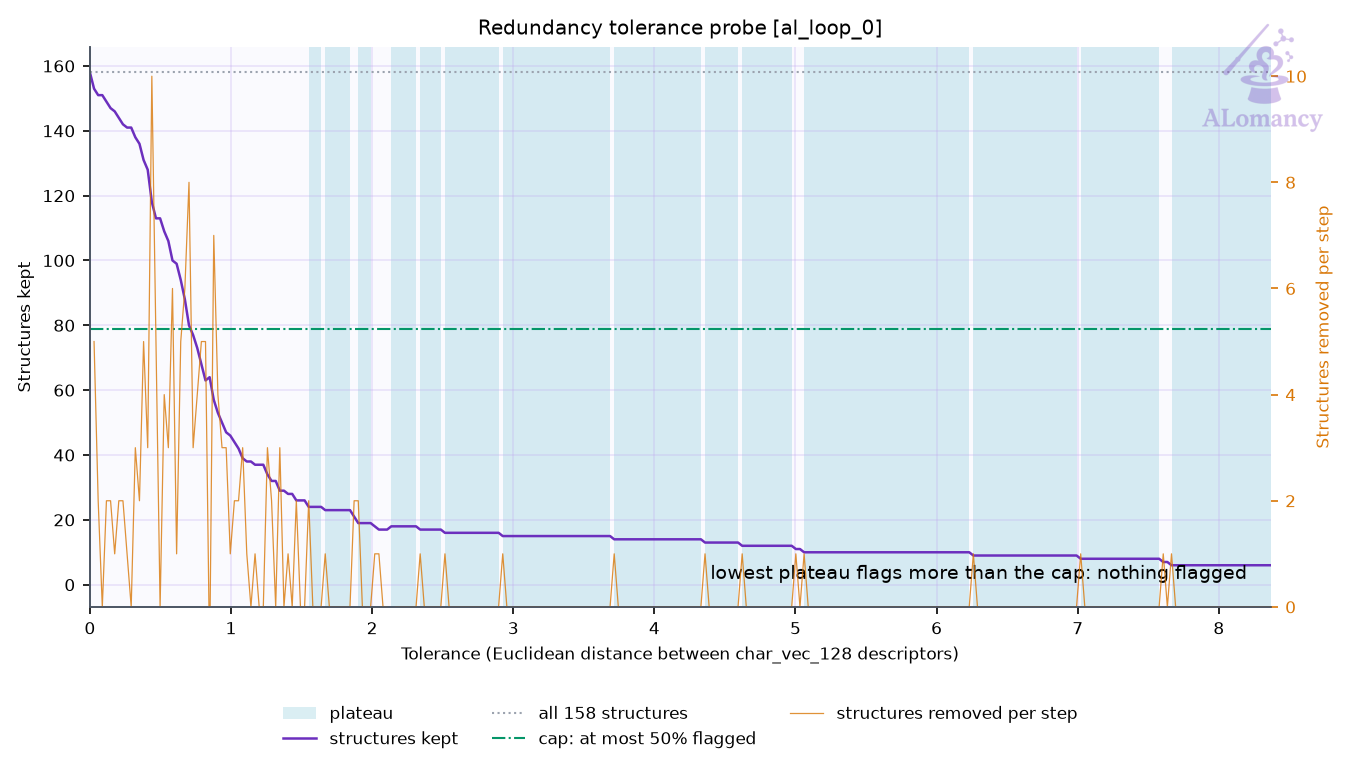 Redundancy tolerance probe [al_loop_0]
ALomancy
160
140
120
100
80
60
40
20
0
Structures kept
10
8
6
4
2
0
Structures removed per step
lowest plateau flags more than the cap: nothing flagged
0 1 2 3 4 5 6 7 8
Tolerance (Euclidean distance between char_vec_128 descriptors)
plateau
structures kept
all 158 structures
cap: at most 50% flagged
structures removed per step